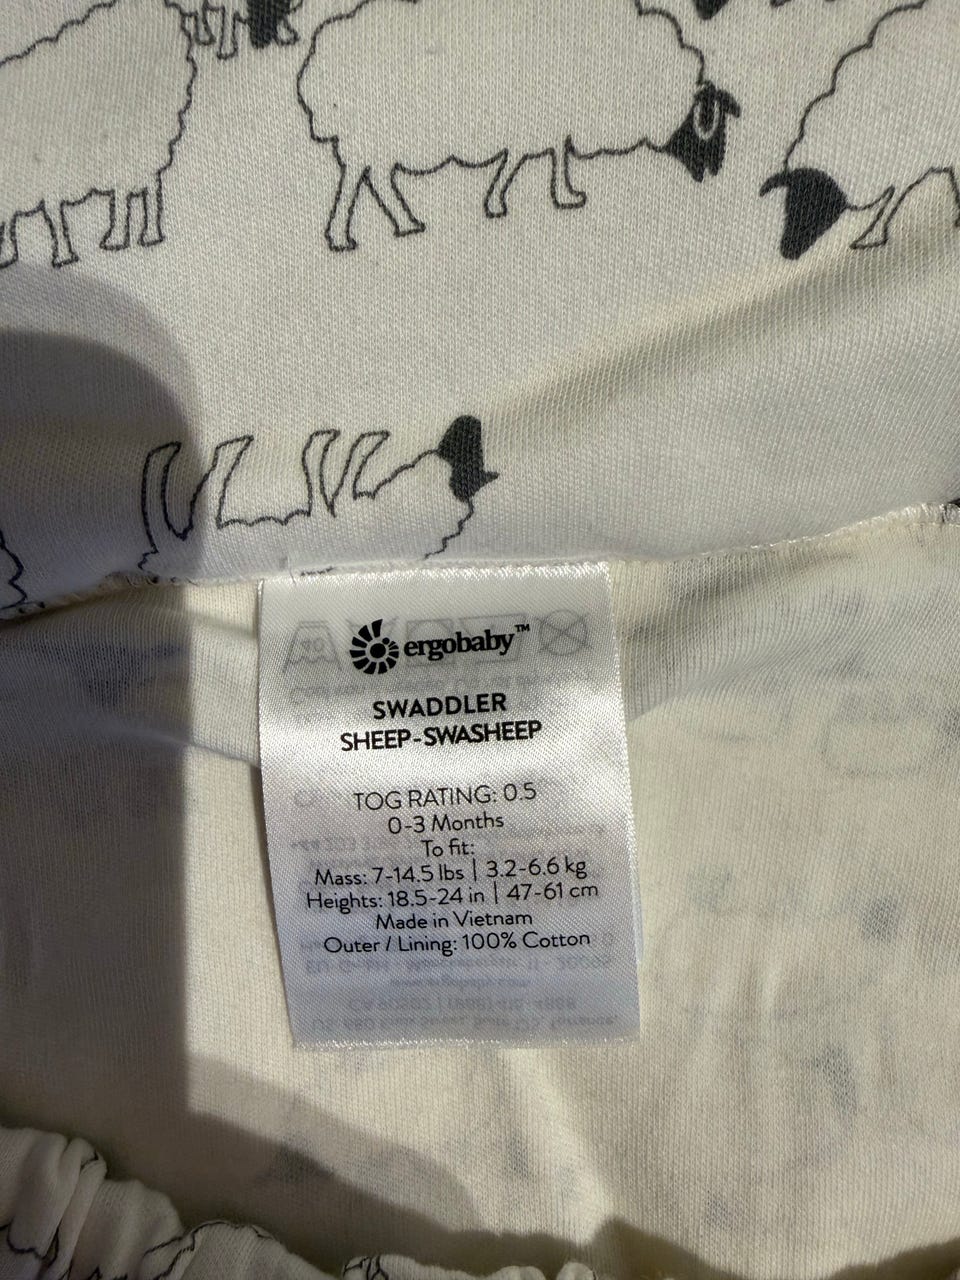 ergobaby™
SWADDLER
SHEEP-SWASHEEP
TOG RATING: 0.5
0-3 Months
To fit:
Mass: 7-14.5 lbs | 3.2-6.6 kg
Heights: 18.5-24 in | 47-61 cm
Made in Vietnam
Outer / Lining: 100% Cotton